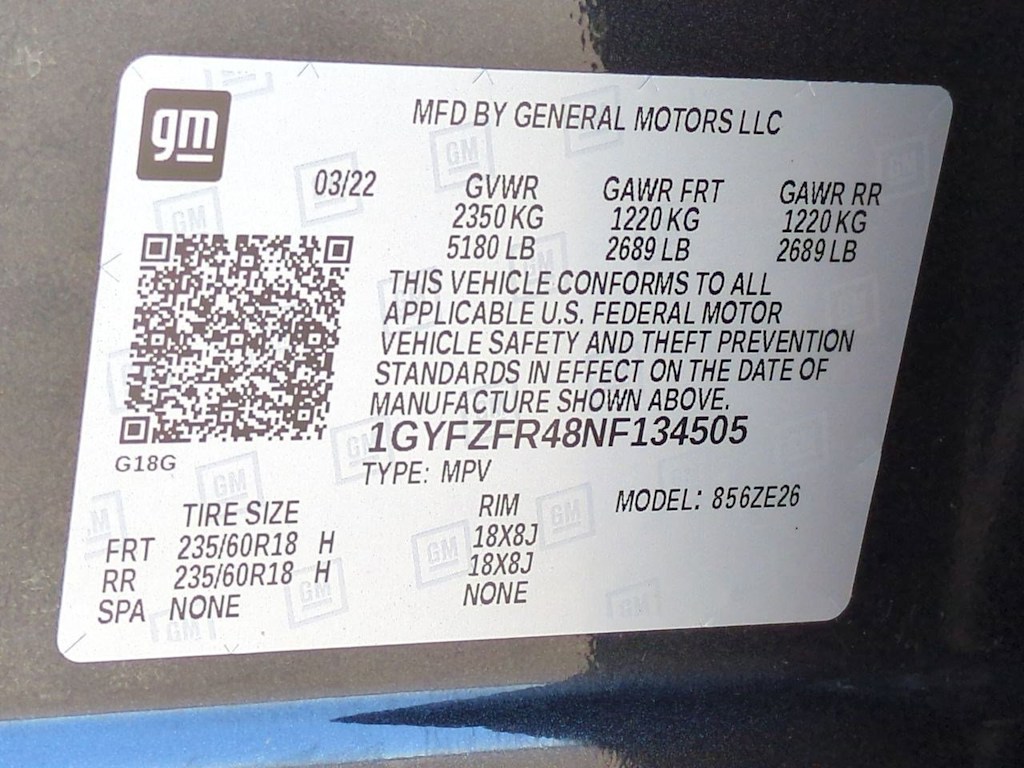 gm
MFD BY GENERAL MOTORS LLC
03/22 GVWR GAWR FRT GAWR RR
2350 KG 1220 KG 1220 KG
5180 LB 2689 LB 2689 LB
THIS VEHICLE CONFORMS TO ALL
APPLICABLE U.S. FEDERAL MOTOR
VEHICLE SAFETY AND THEFT PREVENTION
STANDARDS IN EFFECT ON THE DATE OF
MANUFACTURE SHOWN ABOVE.
1GYFZFR48NF134505
G18G
TYPE: MPV
MODEL: 856ZE26
TIRE SIZE RIM
FRT 235/60R18 H 18X8J
RR 235/60R18 H 18X8J
SPA NONE NONE